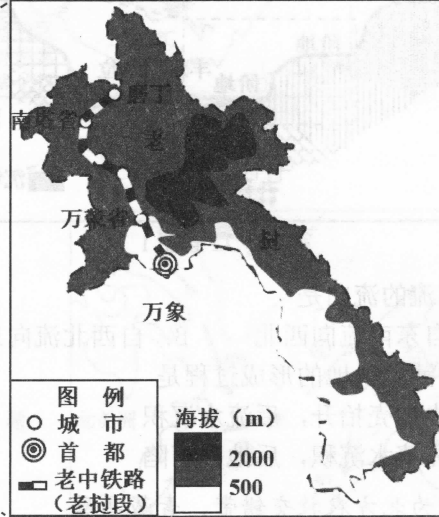 磨丁
南塔省
老
万象省
挝
万象
图 例
城 市
首 都
老中铁路
(老挝段)
海拔 (m)
2000
500